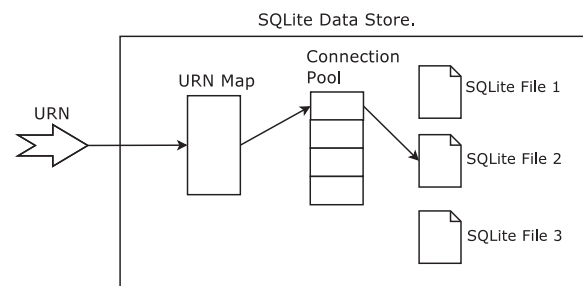 SQLite Data Store.
Connection
Pool
URN Map
URN
SQLite File 1
SQLite File 2
SQLite File 3